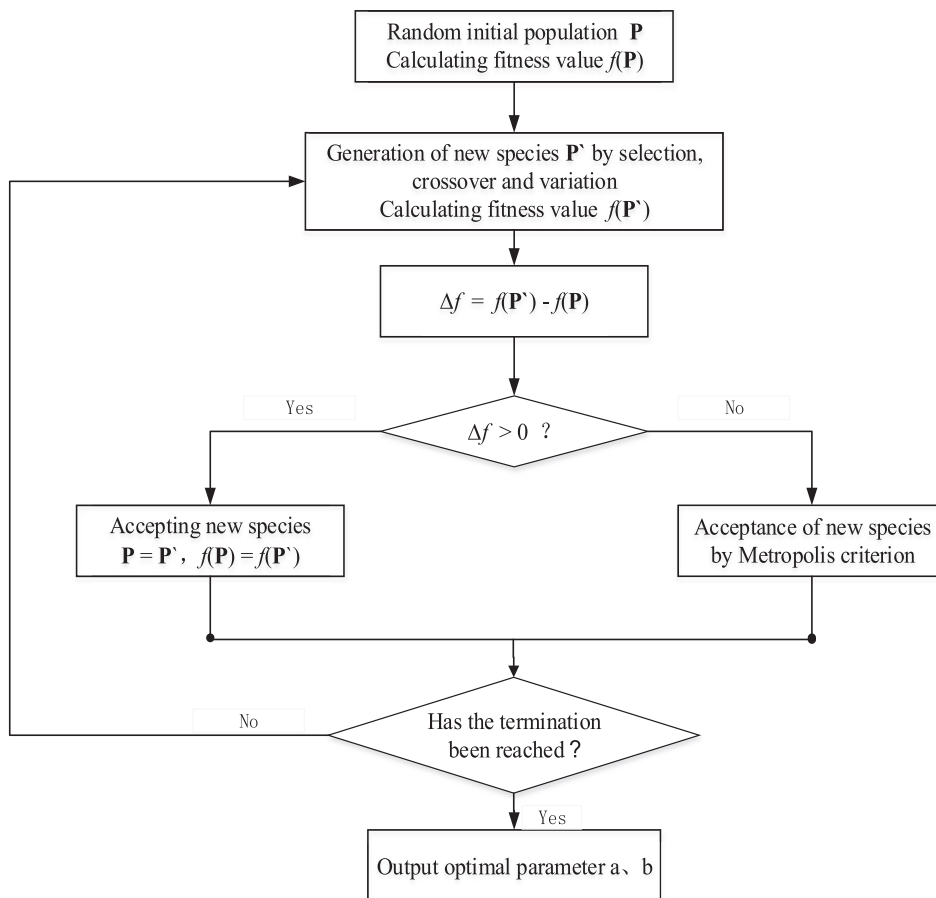 Random initial population P
Calculating fitness value f(P)
Generation of new species P` by selection,
crossover and variation
Calculating fitness value f(P`)
Δf = f(P`) - f(P)
Yes
No
Δf > 0 ？
Accepting new species
P = P`，f(P) = f(P`)
Acceptance of new species
by Metropolis criterion
No
Has the termination
been reached？
Yes
Output optimal parameter a、b